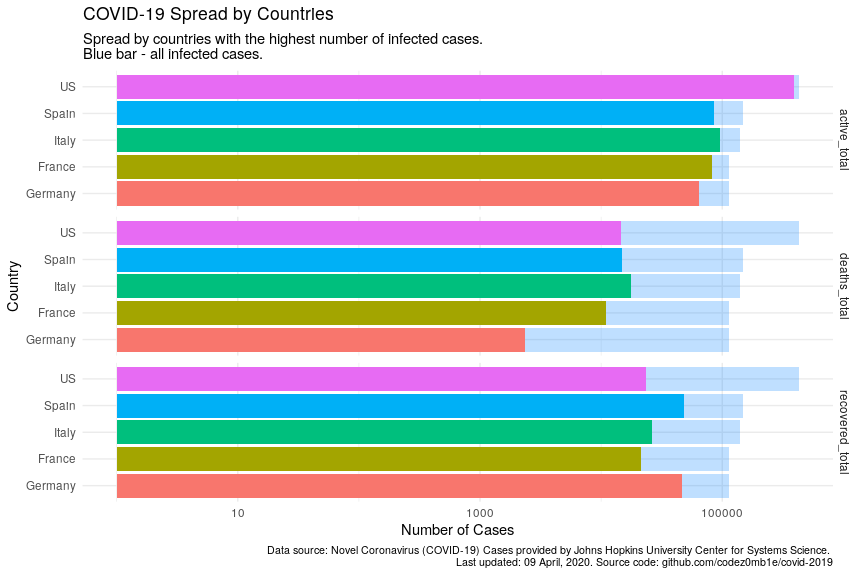 COVID-19 Spread by Countries
Spread by countries with the highest number of infected cases.
Blue bar - all infected cases.
US
Spain
Italy
France
Germany
active_total
US
Spain
Italy
France
Germany
deaths_total
US
Spain
Italy
France
Germany
recovered_total
Country
10
1000
100000
Number of Cases
Data source: Novel Coronavirus (COVID-19) Cases provided by Johns Hopkins University Center for Systems Science.
Last updated: 09 April, 2020. Source code: github.com/codez0mb1e/covid-2019